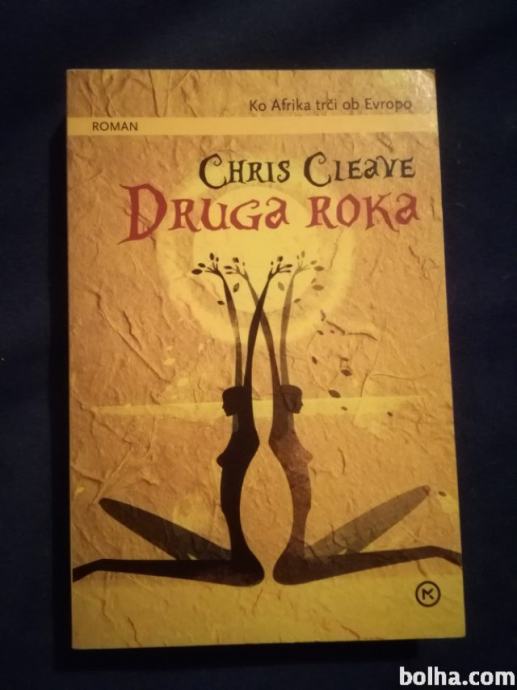 Ko Afrika trči ob Evropo
ROMAN
CHRIS CLEAVE
DRUGA ROKA
bolha.com